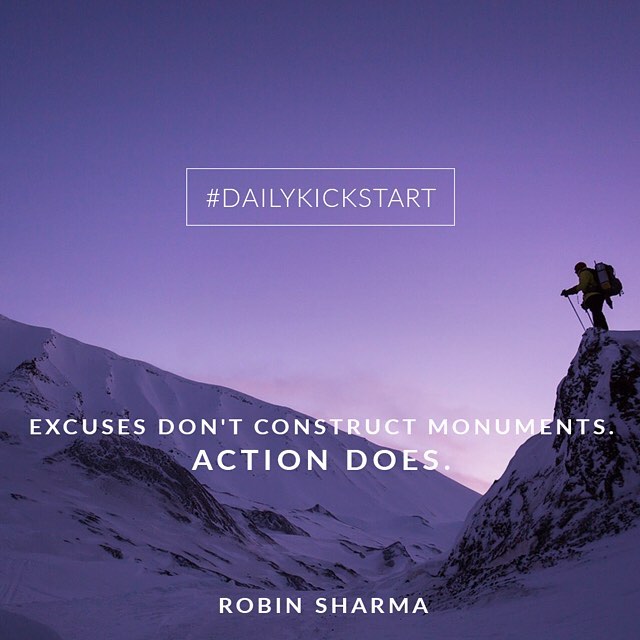 #DAILYKICKSTART
EXCUSES DON'T CONSTRUCT MONUMENTS.
ACTION DOES.
ROBIN SHARMA